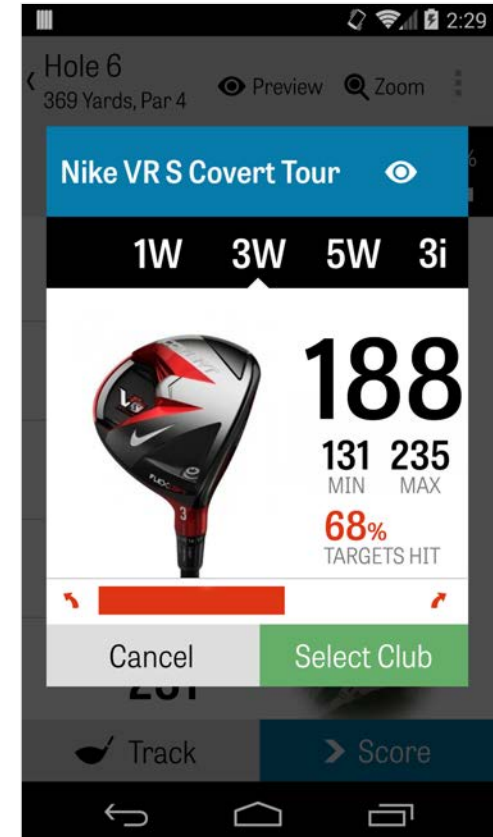 2:29
Hole 6
369 Yards, Par 4
Preview
Zoom
Nike VR S Covert Tour
1W 3W 5W 3i
188
131 235
MIN MAX
68%
TARGETS HIT
3
Cancel
Select Club
Track
Score